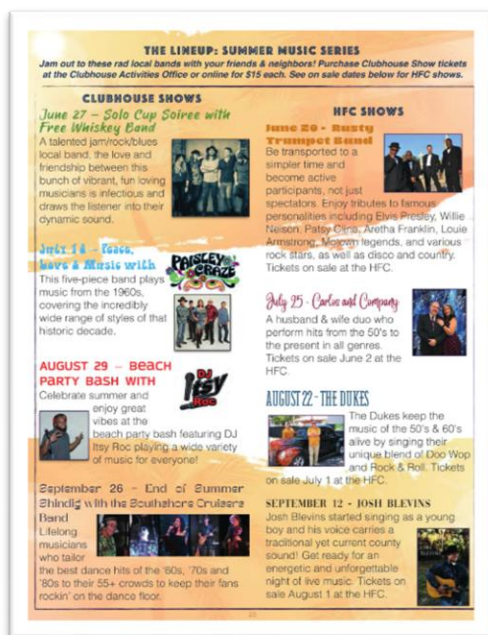 THE LINEUP: SUMMER MUSIC SERIES
Jam out to these rad local bands with your friends & neighbors! Purchase Clubhouse Show tickets
at the Clubhouse Activities Office or online for $15 each. See on sale dates below for HFC shows.
CLUBHOUSE SHOWS
June 27 – Solo Cup Soiree with
Free Whiskey Band
A talented jam/rock/blues
local band, the love and
friendship between this
bunch of vibrant, fun loving
musicians is infectious and
draws the listener into their
dynamic sound.
July 18 – Peace,
Love & Music with
PAISLEY CRAZE
This five-piece band plays
music from the 1960s,
covering the incredibly
wide range of styles of that
historic decade.
AUGUST 29 – BEACH
PARTY BASH WITH
DJ
Itsy
Roc
Celebrate summer and
enjoy great
vibes at the
beach party bash featuring DJ
Itsy Roc playing a wide variety
of music for everyone!
September 26 - End of Summer
Shindig with the Southshore Cruisers
Band
Lifelong
musicians
who tailor
the best dance hits of the '60s, '70s and
'80s to their 55+ crowds to keep their fans
rockin' on the dance floor.
HFC SHOWS
June 20 - Rusty
Trumpet Band
Be transported to a
simpler time and
become active
participants, not just
spectators. Enjoy tributes to famous
personalities including Elvis Presley, Willie
Nelson, Patsy Cline, Aretha Franklin, Louie
Armstrong, Motown legends, and various
rock stars, as well as disco and country.
Tickets on sale at the HFC.
July 25 - Carlos and Company
A husband & wife duo who
perform hits from the 50's to
the present in all genres.
Tickets on sale June 2 at the
HFC.
AUGUST 22 - THE DUKES
The Dukes keep the
music of the 50's & 60's
alive by singing their
unique blend of Doo Wop
and Rock & Roll. Tickets
on sale July 1 at the HFC.
SEPTEMBER 12 - JOSH BLEVINS
Josh Blevins started singing as a young
boy and his voice carries a
traditional yet current county
sound! Get ready for an
energetic and unforgettable
night of live music. Tickets on
sale August 1 at the HFC.